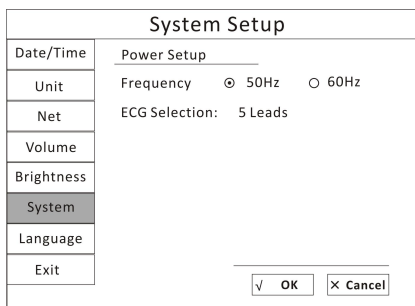 System Setup
Date/Time
Unit
Net
Volume
Brightness
System
Language
Exit
Power Setup
Frequency 50Hz 60Hz
ECG Selection: 5 Leads
√ OK × Cancel